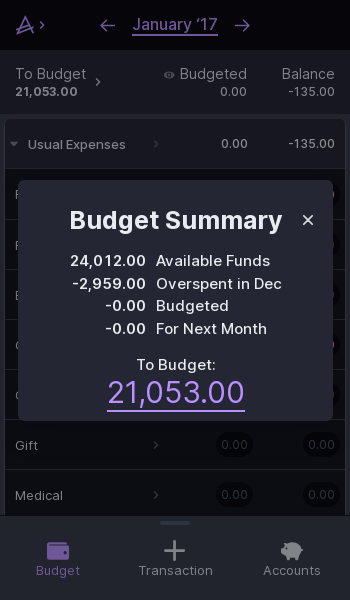 January ‘17
To Budget
21,053.00
Budgeted
0.00
Balance
-135.00
Usual Expenses 0.00 -135.00
Budget Summary
24,012.00 Available Funds
-2,959.00 Overspent in Dec
-0.00 Budgeted
-0.00 For Next Month
To Budget:
21,053.00
Gift 0.00 0.00
Medical 0.00 0.00
Budget Transaction Accounts